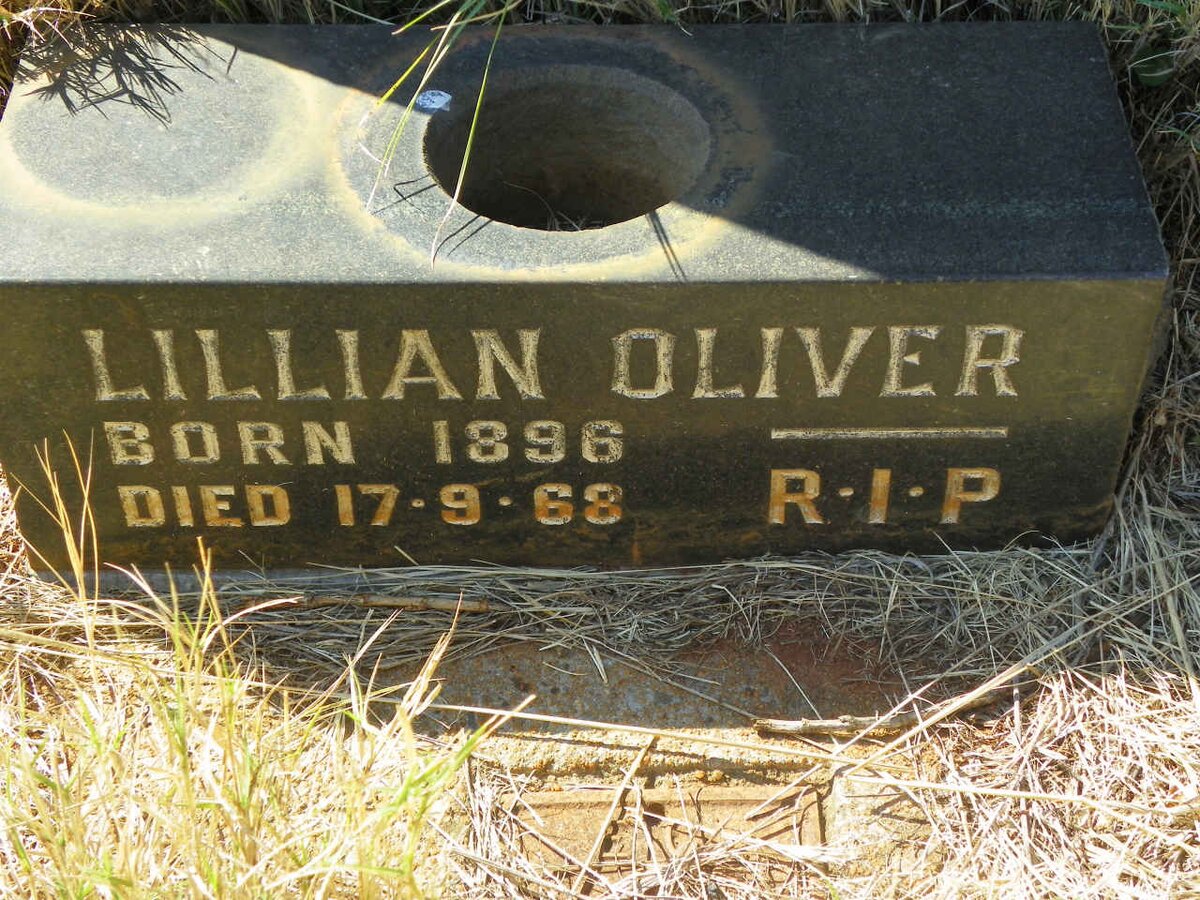 LILLIAN OLIVER
BORN 1896
DIED 17·9·68
R·I·P